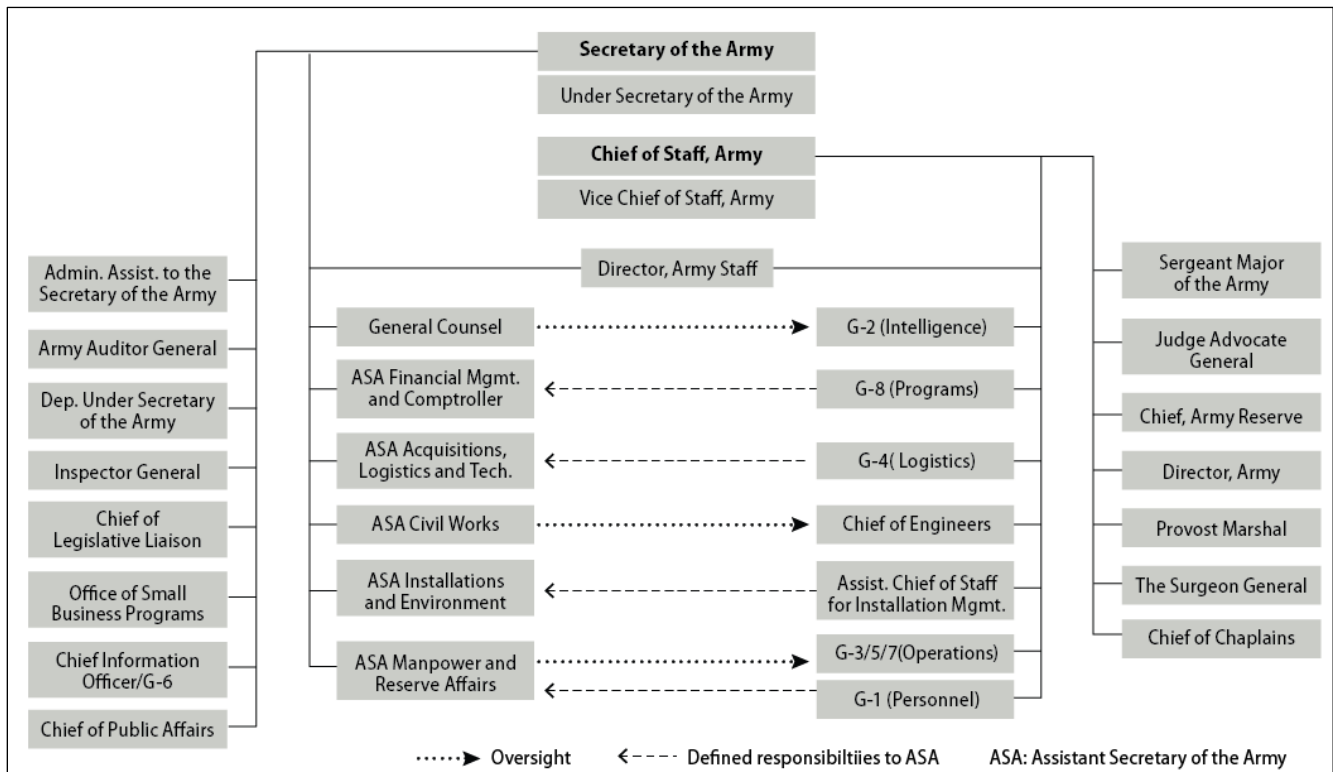 Secretary of the Army
Under Secretary of the Army
Chief of Staff, Army
Vice Chief of Staff, Army
Director, Army Staff
Admin. Assist. to the
Secretary of the Army
Army Auditor General
Dep. Under Secretary
of the Army
Inspector General
Chief of
Legislative Liaison
Office of Small
Business Programs
Chief Information
Officer/G-6
Chief of Public Affairs
General Counsel
ASA Financial Mgmt.
and Comptroller
ASA Acquisitions,
Logistics and Tech.
ASA Civil Works
ASA Installations
and Environment
ASA Manpower and
Reserve Affairs
G-2 (Intelligence)
G-8 (Programs)
G-4( Logistics)
Chief of Engineers
Assist. Chief of Staff
for Installation Mgmt.
G-3/5/7(Operations)
G-1 (Personnel)
Sergeant Major
of the Army
Judge Advocate
General
Chief, Army Reserve
Director, Army
Provost Marshal
The Surgeon General
Chief of Chaplains
Oversight
Defined responsibiltiies to ASA
ASA: Assistant Secretary of the Army